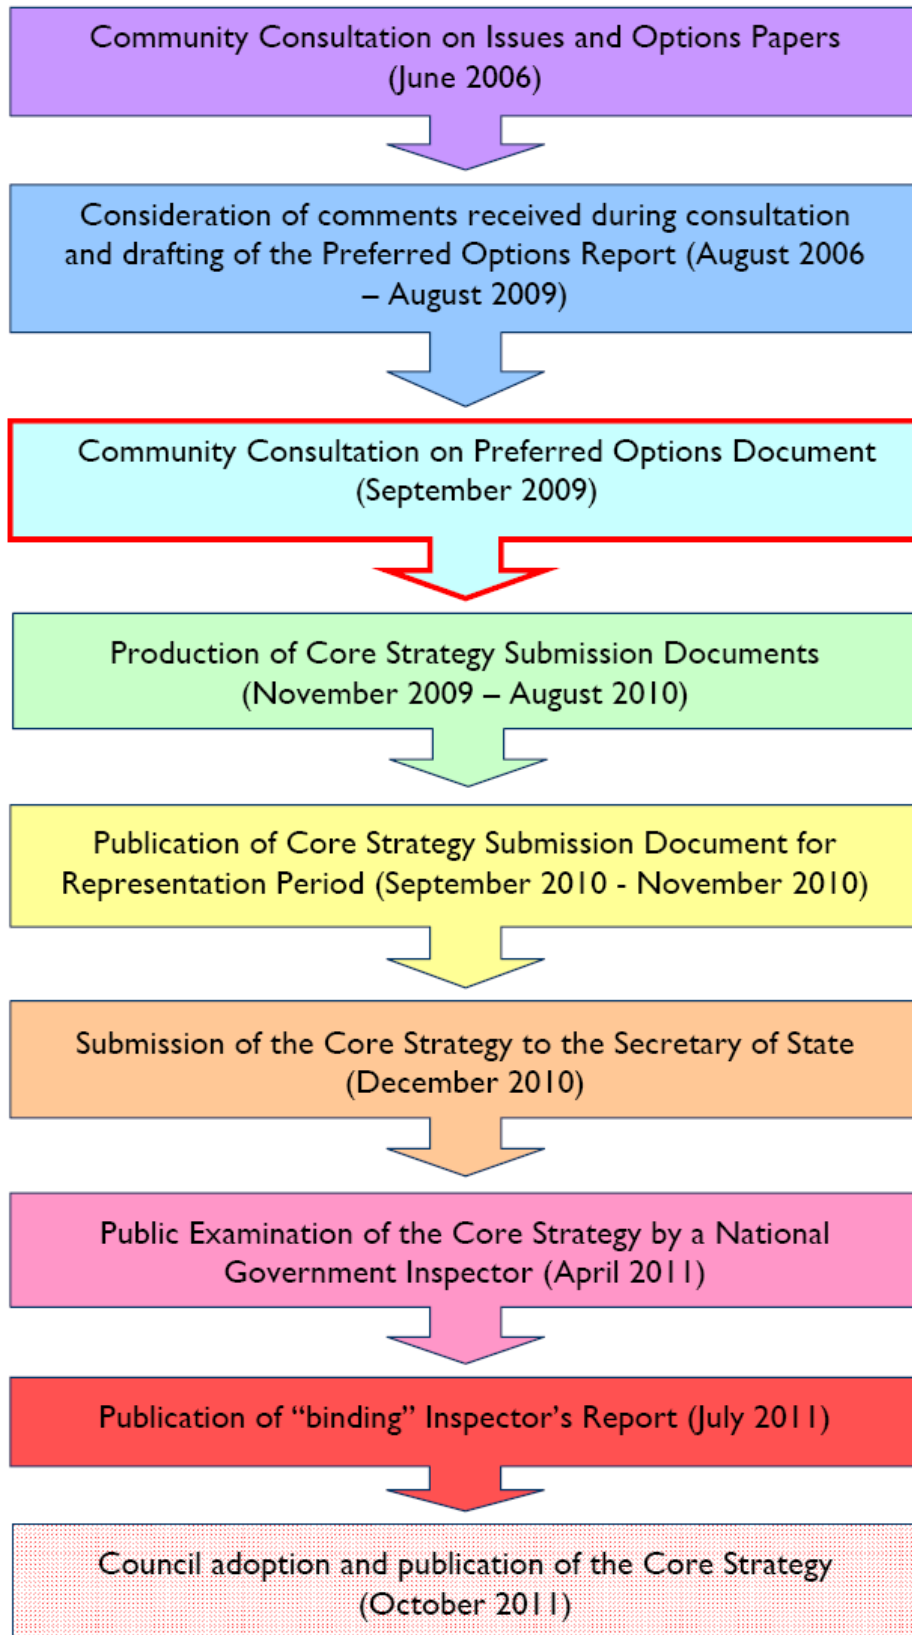 Community Consultation on Issues and Options Papers
(June 2006)
Consideration of comments received during consultation
and drafting of the Preferred Options Report (August 2006
– August 2009)
Community Consultation on Preferred Options Document
(September 2009)
Production of Core Strategy Submission Documents
(November 2009 – August 2010)
Publication of Core Strategy Submission Document for
Representation Period (September 2010 - November 2010)
Submission of the Core Strategy to the Secretary of State
(December 2010)
Public Examination of the Core Strategy by a National
Government Inspector (April 2011)
Publication of “binding” Inspector’s Report (July 2011)
Council adoption and publication of the Core Strategy
(October 2011)